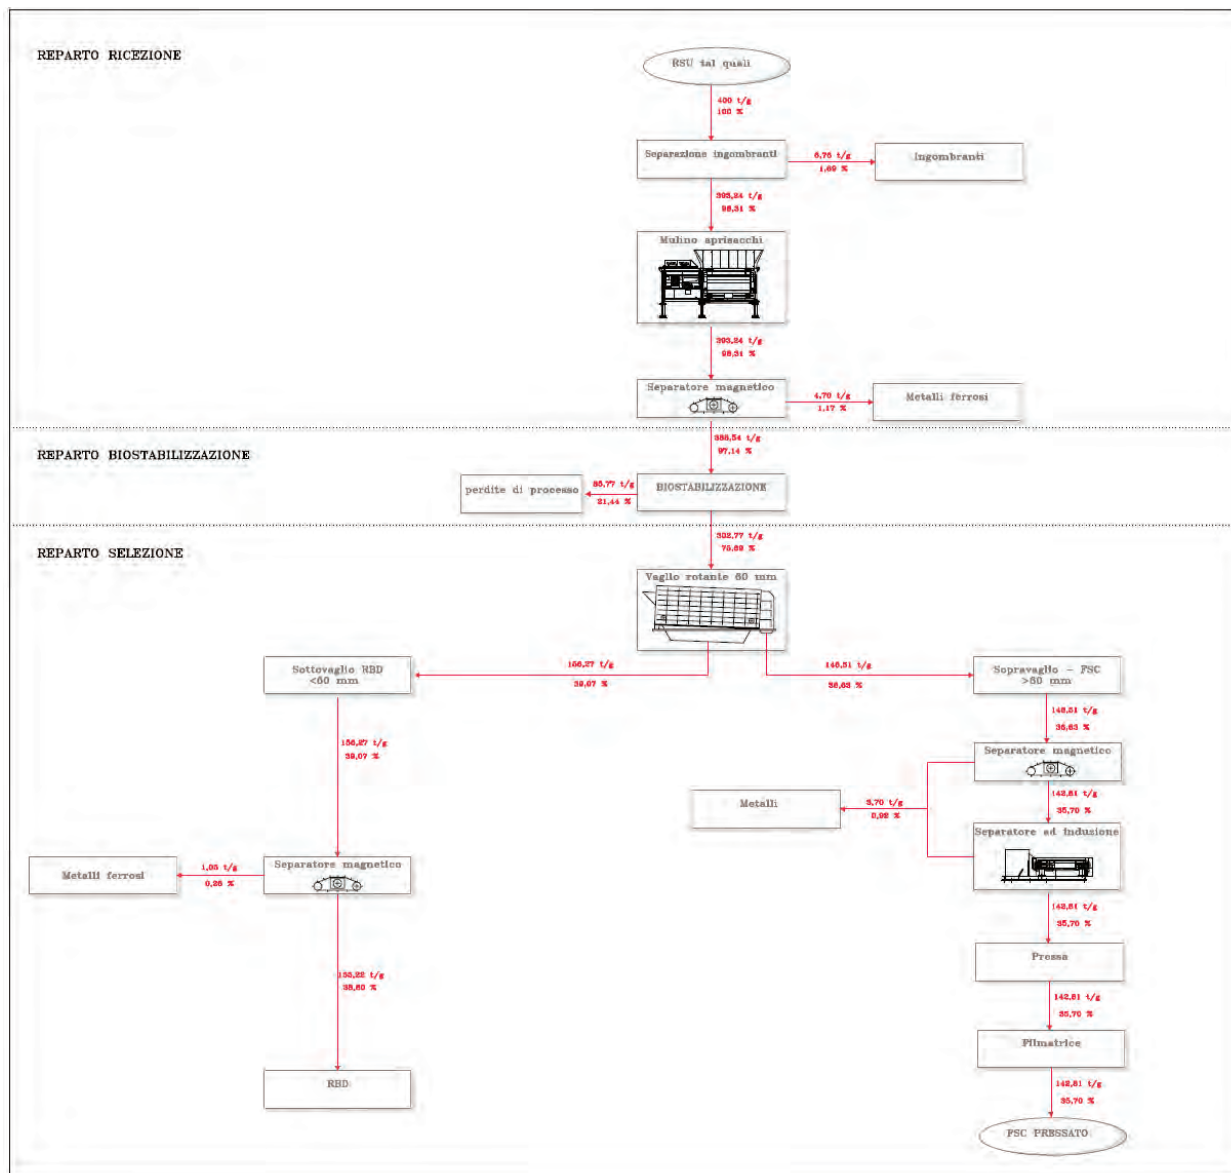 REPARTO RICEZIONE
RSU tal quali
400 t/g
100 %
Separazione ingombranti
6,76 t/g
1,69 %
Ingombranti
393,24 t/g
98,31 %
Mulino aprisacchi
393,24 t/g
98,31 %
Separatore magnetico
4,70 t/g
1,17 %
Metalli ferrosi
388,54 t/g
97,14 %
REPARTO BIOSTABILIZZAZIONE
BIOSTABILIZZAZIONE
85,77 t/g
21,44 %
perdite di processo
302,77 t/g
75,69 %
REPARTO SELEZIONE
Vaglio rotante 60 mm
156,27 t/g
39,07 %
146,51 t/g
36,63 %
Sottovaglio RBD
<60 mm
Sopravaglio - FSC
>60 mm
156,27 t/g
39,07 %
146,51 t/g
36,63 %
Separatore magnetico
142,81 t/g
35,70 %
Metalli
3,70 t/g
0,92 %
Separatore ad induzione
Metalli ferrosi
1,05 t/g
0,26 %
Separatore magnetico
142,81 t/g
35,70 %
Pressa
155,22 t/g
38,80 %
142,81 t/g
35,70 %
Filmatrice
RBD
142,81 t/g
35,70 %
FSC PRESSATO